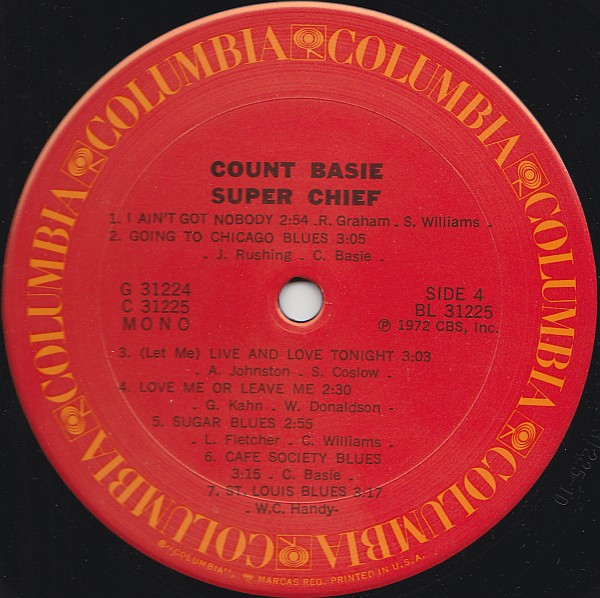 COLUMBIA COLUMBIA COLUMBIA COLUMBIA COLUMBIA COLUMBIA COLUMBIA
COUNT BASIE
SUPER CHIEF
1. I AIN'T GOT NOBODY 2:54 .R. Graham . S. Williams .
2. GOING TO CHICAGO BLUES 3:05
. J. Rushing . C. Basie .
G 31224
C 31225
MONO
SIDE 4
BL 31225
℗ 1972 CBS, Inc.
3. (Let Me) LIVE AND LOVE TONIGHT 3:03
. A. Johnston . S. Coslow .
4. LOVE ME OR LEAVE ME 2:30
. G. Kahn . W. Donaldson -
5. SUGAR BLUES 2:55
. L. Fletcher . C. Williams .
6. CAFE SOCIETY BLUES
3:15 . C. Basie .
7. ST. LOUIS BLUES 3:17
. W.C. Handy-
®"COLUMBIA", MARCAS REG. PRINTED IN U.S.A.